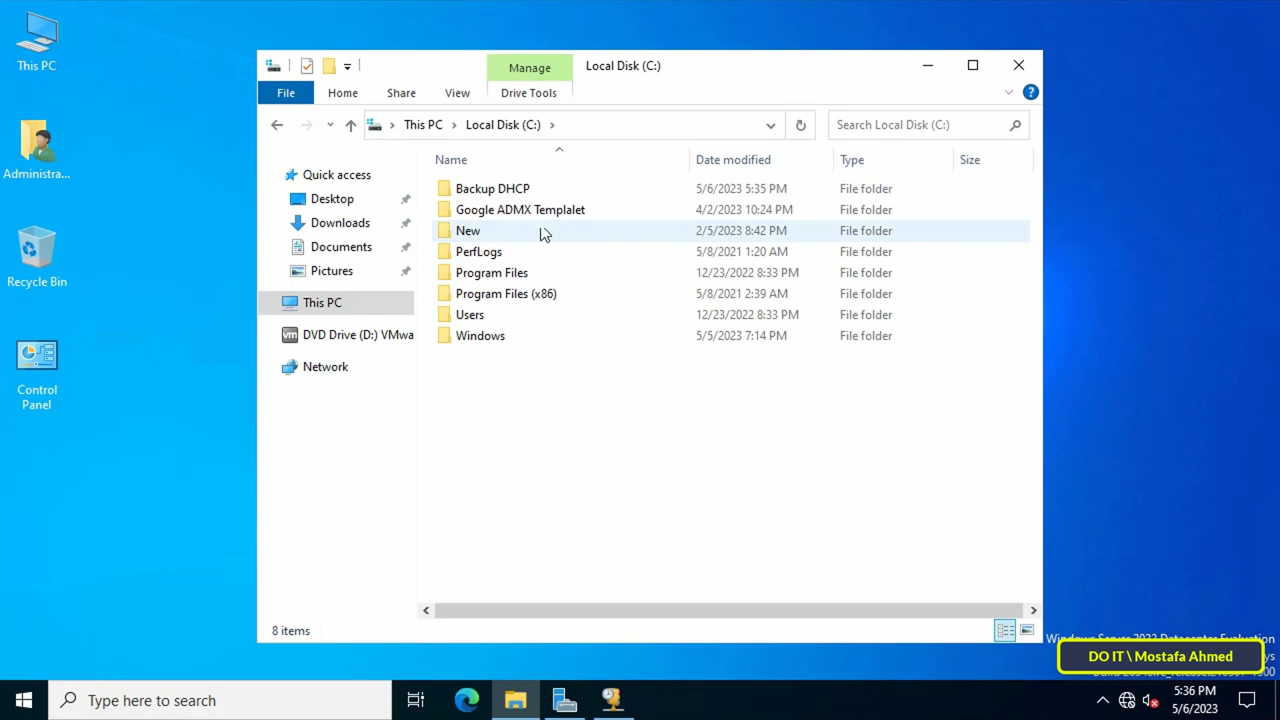 This PC
Administra...
Recycle Bin
Control
Panel
Manage
Local Disk (C:)
File
Home
Share
View
Drive Tools
This PC
Local Disk (C:)
Search Local Disk (C:)
Quick access
Desktop
Downloads
Documents
Pictures
This PC
DVD Drive (D:) VMwa
Network
Name
Date modified
Type
Size
Backup DHCP
5/6/2023 5:35 PM
File folder
Google ADMX Templalet
4/2/2023 10:24 PM
File folder
New
2/5/2023 8:42 PM
File folder
PerfLogs
5/8/2021 1:20 AM
File folder
Program Files
12/23/2022 8:33 PM
File folder
Program Files (x86)
5/8/2021 2:39 AM
File folder
Users
12/23/2022 8:33 PM
File folder
Windows
5/5/2023 7:14 PM
File folder
8 items
Windows Server 2022 Datacenter Evaluation
DO IT \ Mostafa Ahmed
Type here to search
vm
5:36 PM
5/6/2023